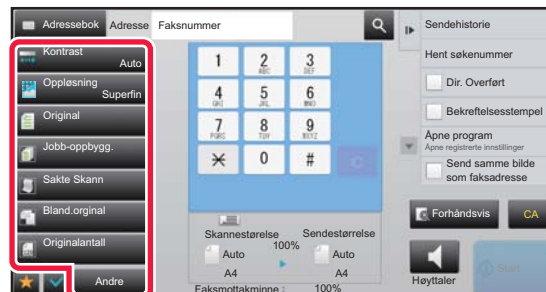 Adressebok Adresse Faksnummer
Kontrast
Auto
Oppløsning
Superfin
Original
Jobb-oppbygg.
Sakte Skann
Bland.orginal
Originalantall
Andre
1 2 3
ABC DEF
4 5 6
GHI JKL MNO
7 8 9
PQRS TUV WXYZ
0 #
Skannestørelse
Sendestørrelse
100%
Auto
A4
Auto
A4
Faksmottakminne : 100%
Sendehistorie
Hent søkenummer
Dir. Overført
Bekreftelsesstempel
Åpne program
Åpne registrerte innstillinger
Send samme bilde
som faksadresse
Forhåndsvis
CA
Høyttaler
Start